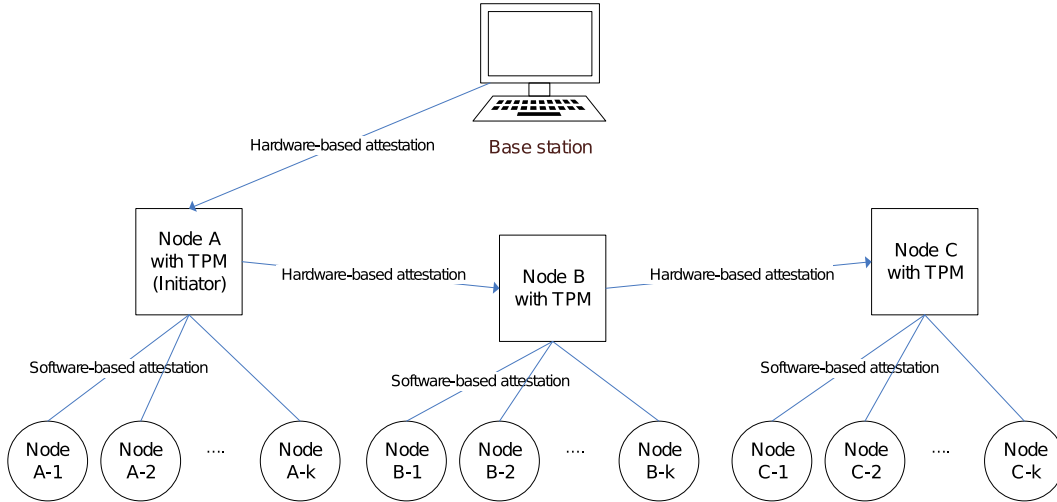 Hardware-based attestation
Base station
Node A
with TPM
(Initiator)
Hardware-based attestation
Node B
with TPM
Hardware-based attestation
Node C
with TPM
Software-based attestation
Software-based attestation
Software-based attestation
Node
A-1
Node
A-2
....
Node
A-k
Node
B-1
Node
B-2
....
Node
B-k
Node
C-1
Node
C-2
....
Node
C-k